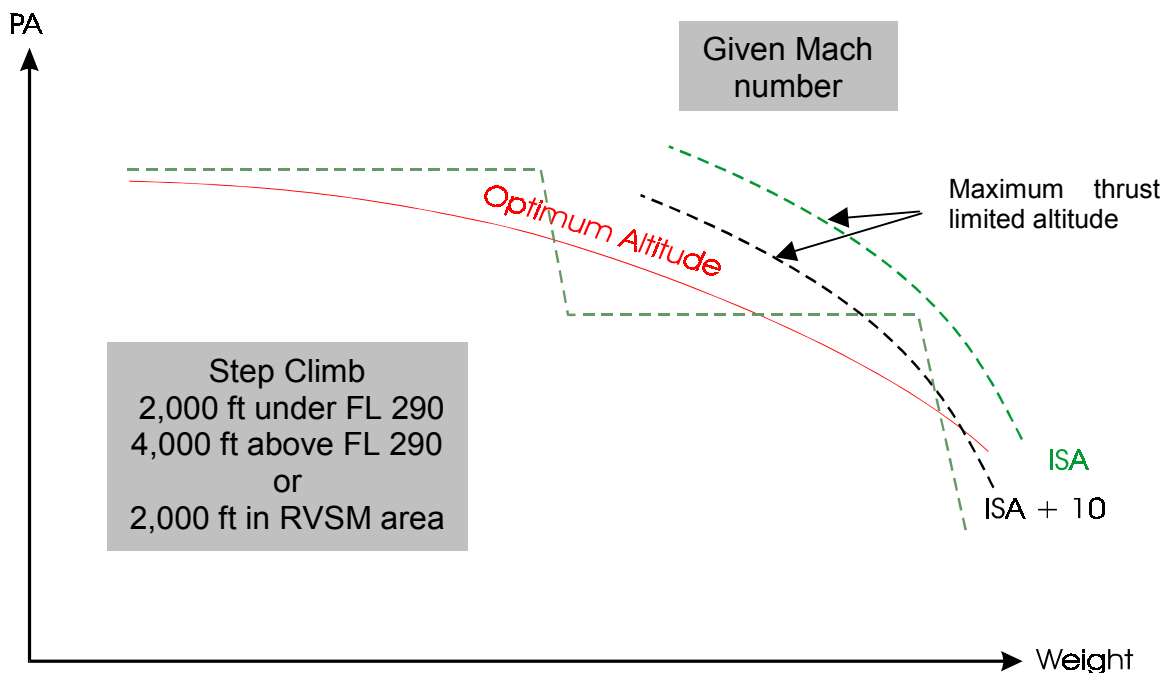 PA
Given Mach
number
Maximum thrust
limited altitude
Optimum Altitude
Step Climb
2,000 ft under FL 290
4,000 ft above FL 290
or
2,000 ft in RVSM area
ISA
ISA + 10
Weight